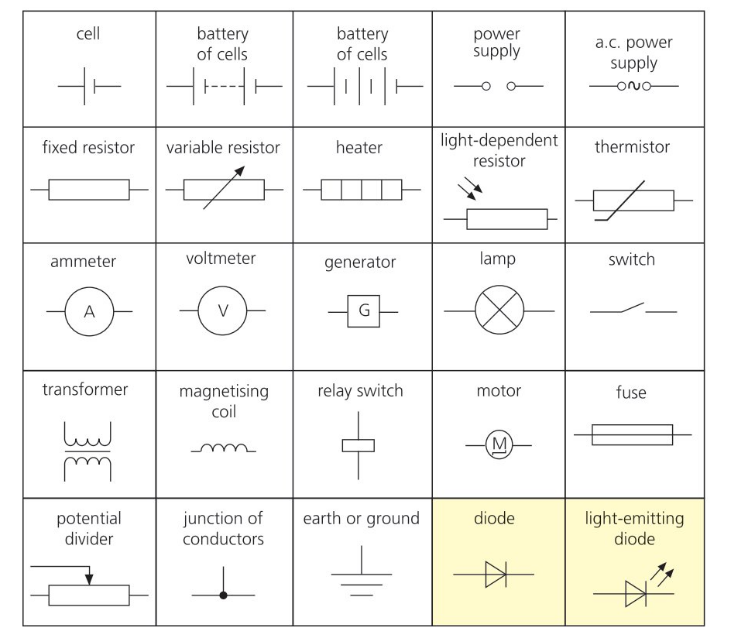 cell
battery
of cells
battery
of cells
power
supply
a.c. power
supply
fixed resistor
variable resistor
heater
light-dependent
resistor
thermistor
ammeter
A
voltmeter
V
generator
G
lamp
switch
transformer
magnetising
coil
relay switch
motor
M
fuse
potential
divider
junction of
conductors
earth or ground
diode
light-emitting
diode